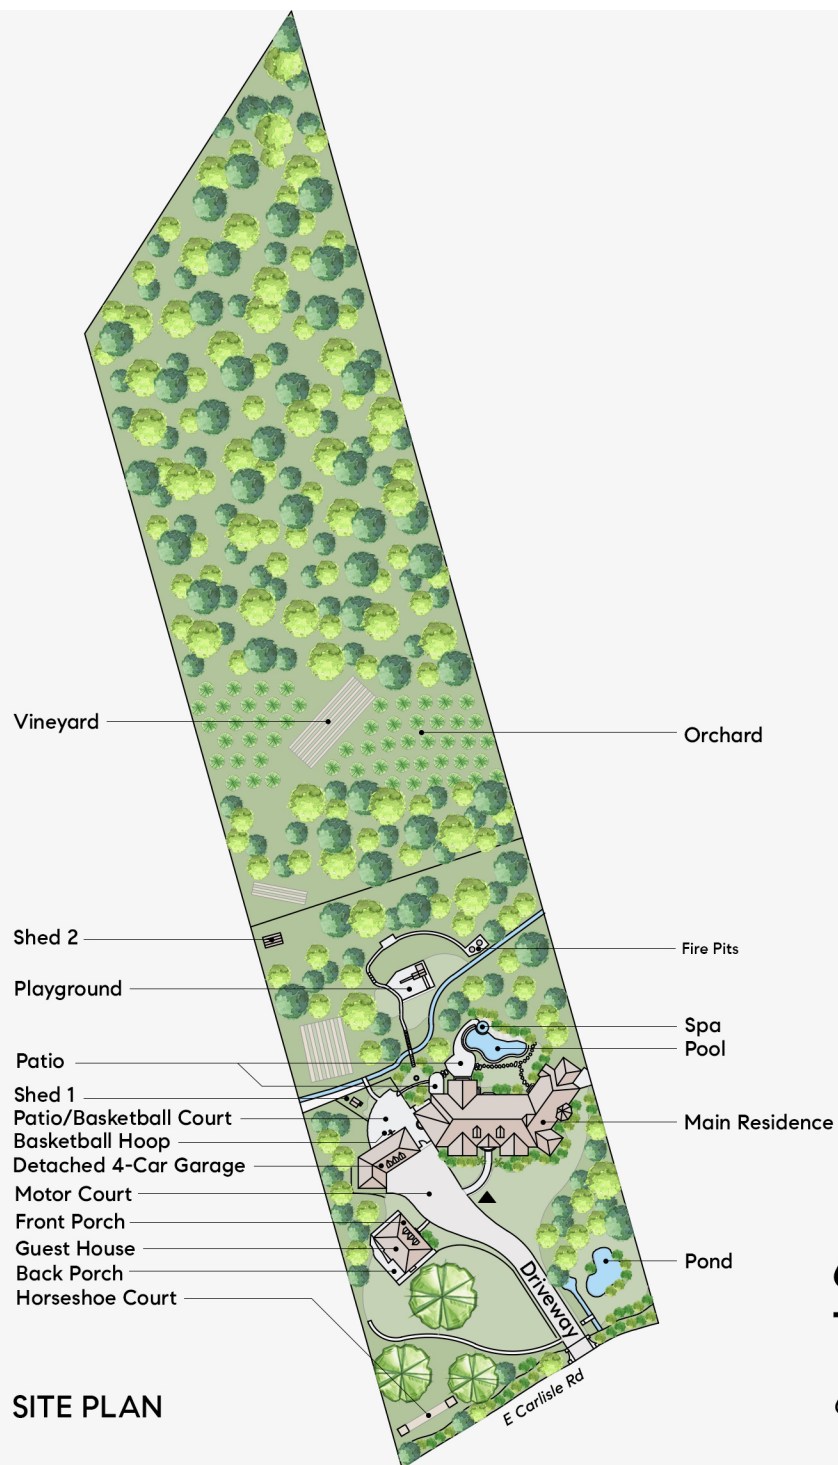 Vineyard
Orchard
Shed 2
Fire Pits
Playground
Spa
Pool
Patio
Shed 1
Patio/Basketball Court
Main Residence
Basketball Hoop
Detached 4-Car Garage
Motor Court
Front Porch
Guest House
Back Porch
Pond
Horseshoe Court
Driveway
E Carlisle Rd
SITE PLAN